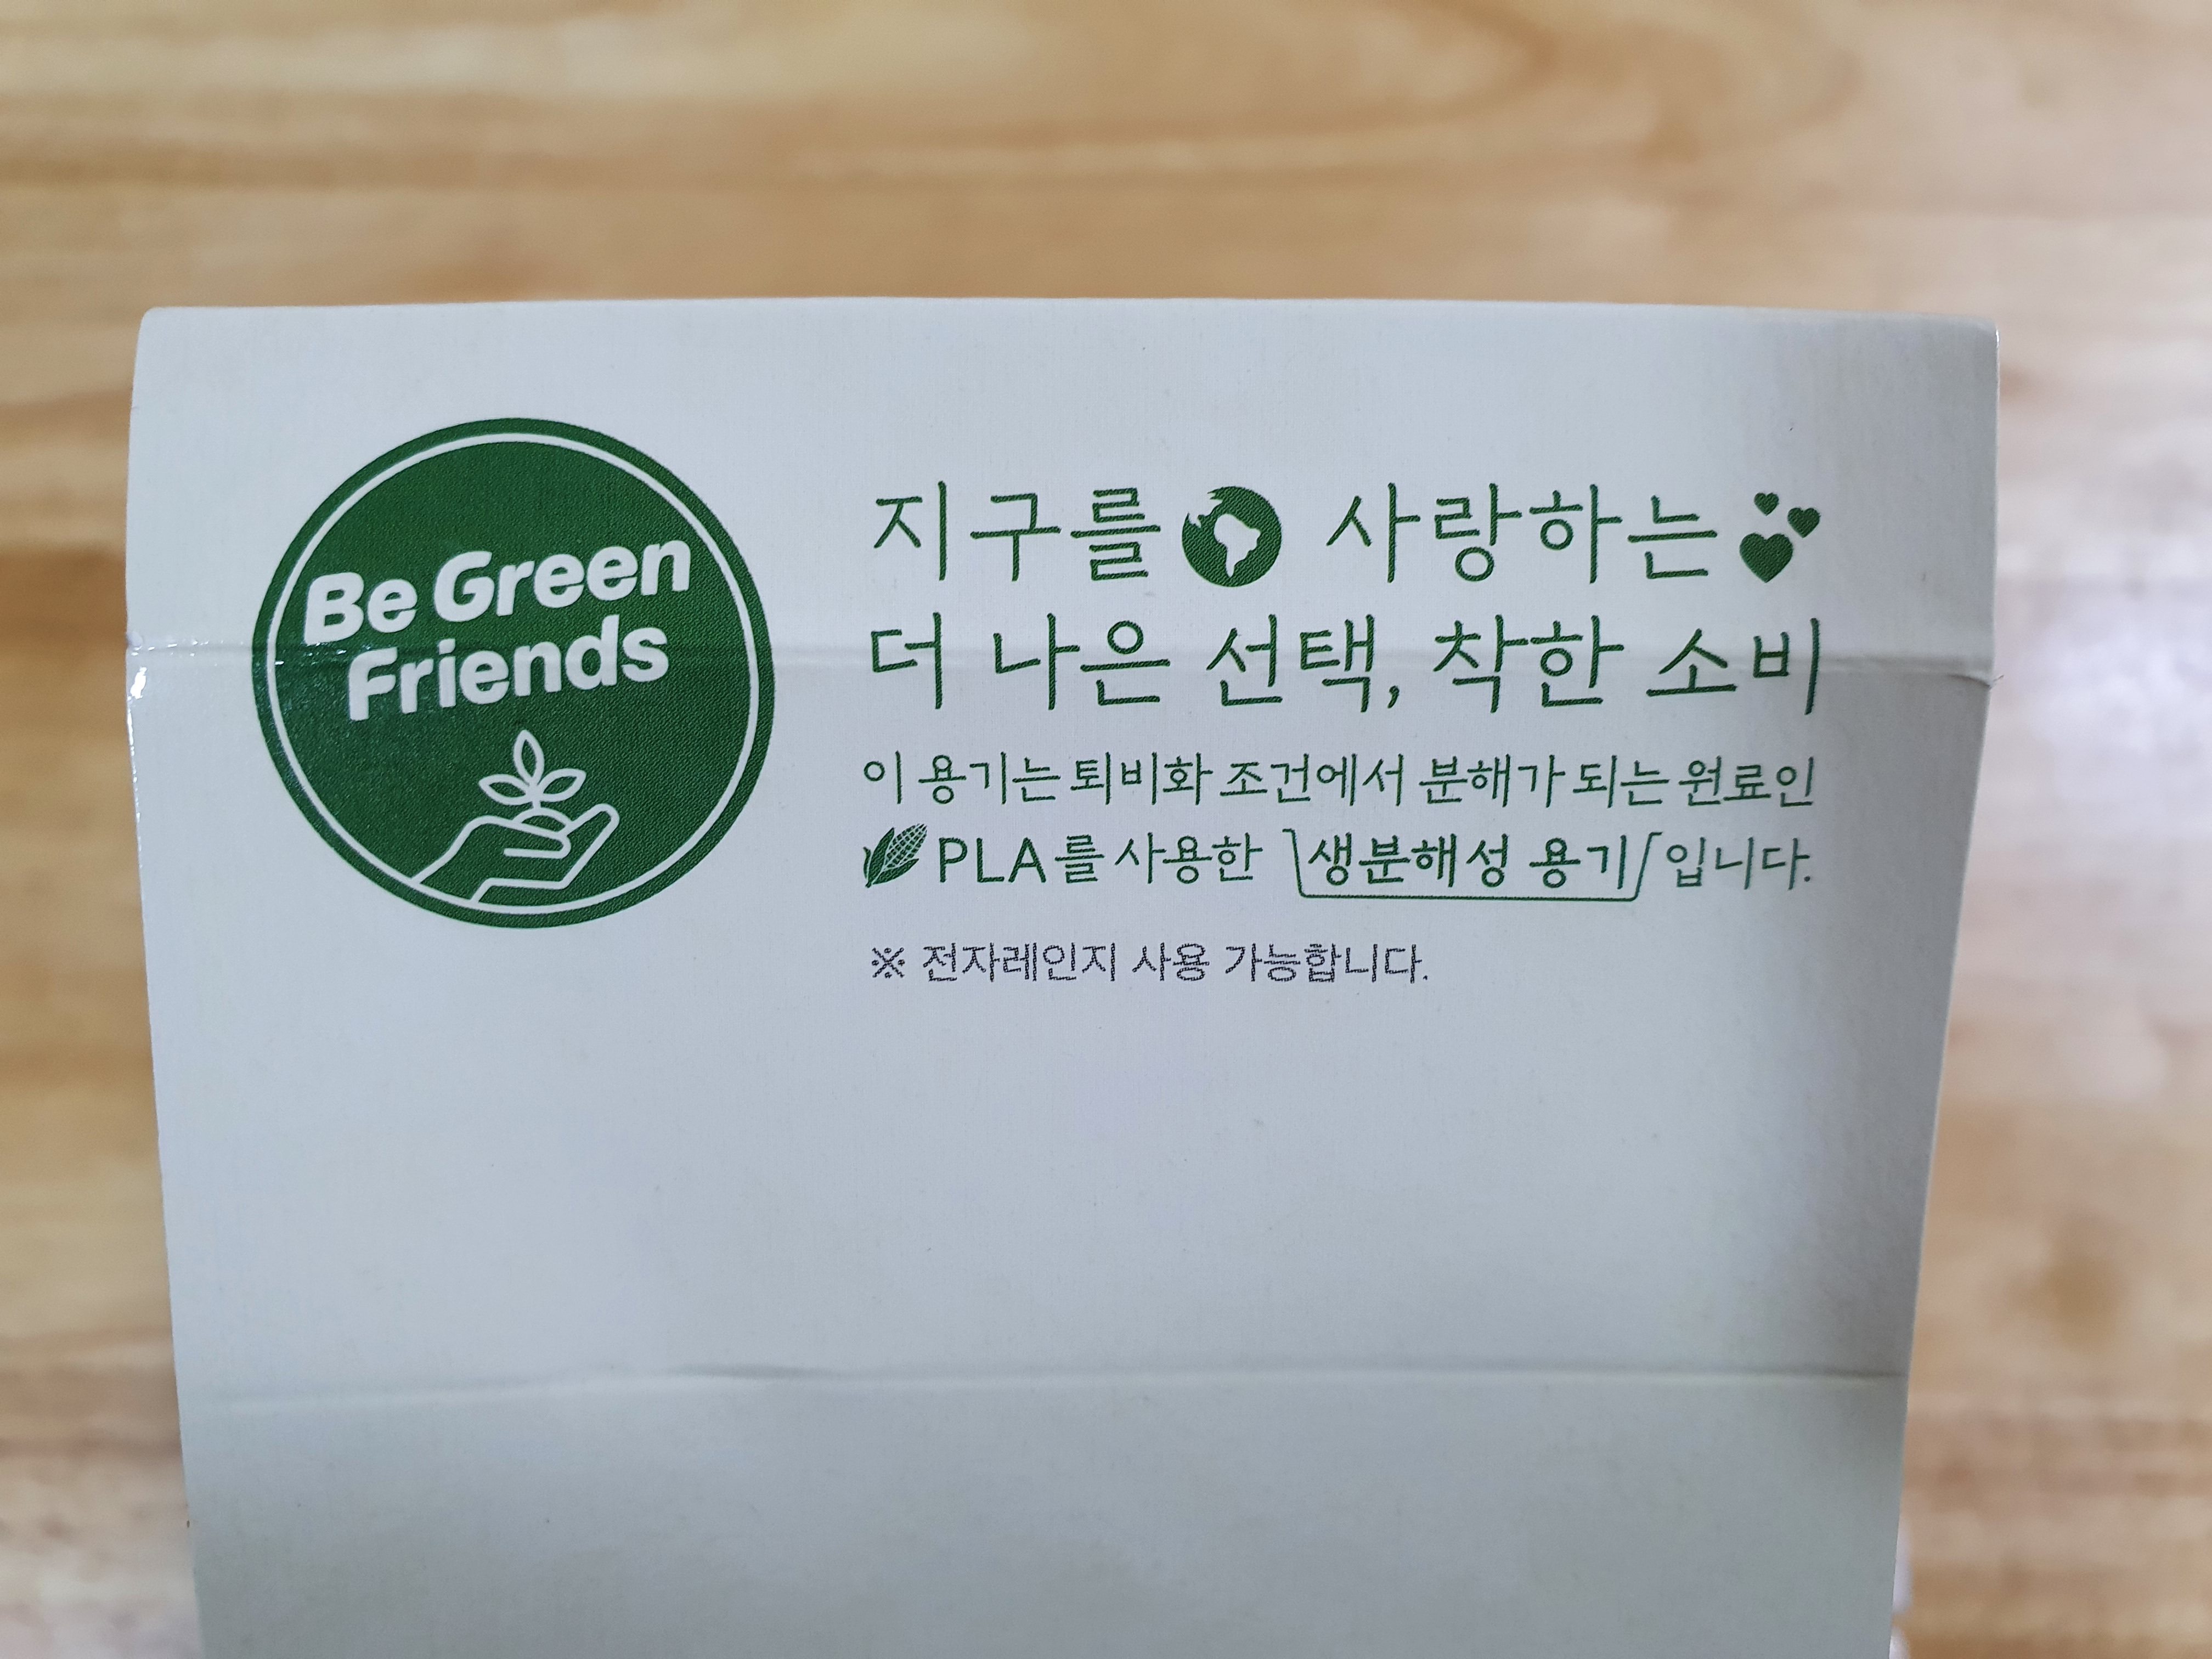 Be Green
Friends
지구를 사랑하는
더 나은 선택, 착한 소비
이 용기는 퇴비화 조건에서 분해가 되는 원료인
PLA를 사용한 생분해성 용기입니다.
※ 전자레인지 사용 가능합니다.